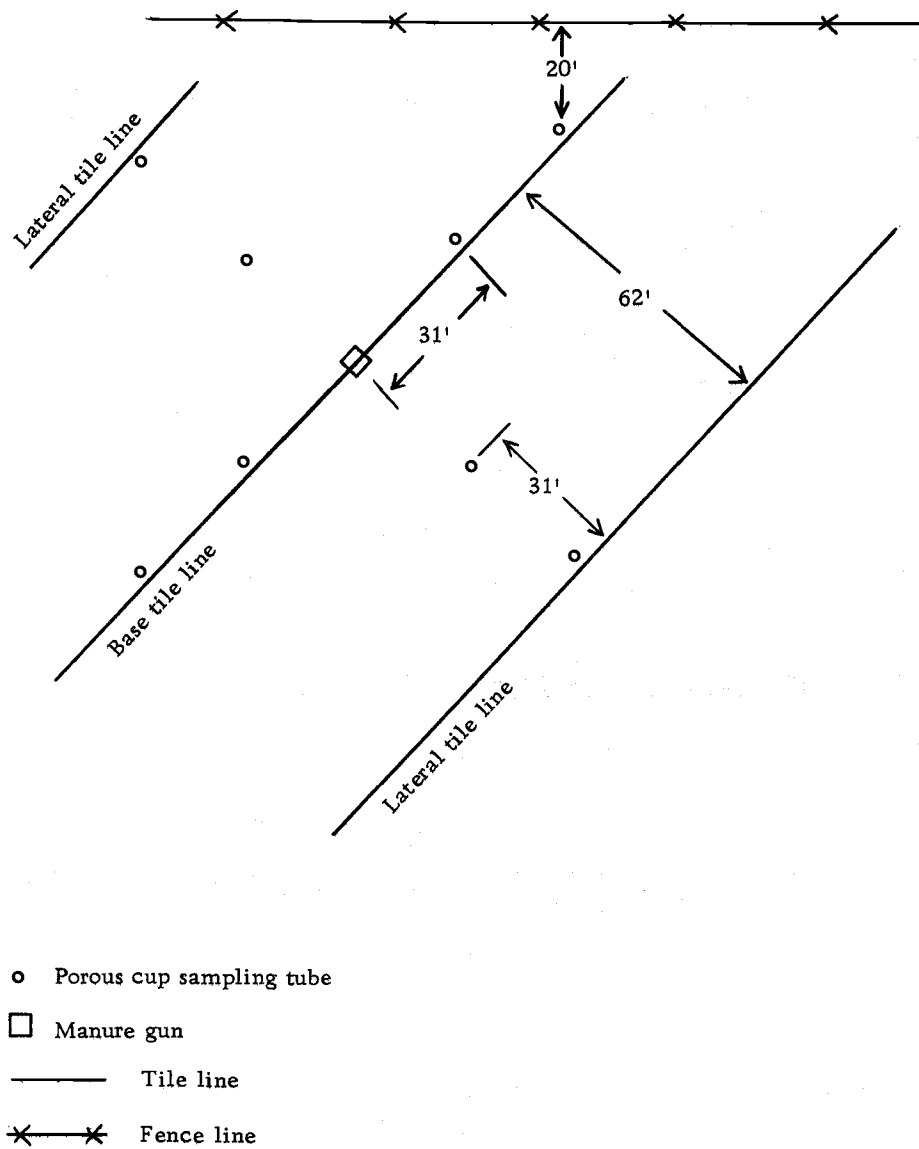 20'
Lateral tile line
62'
31'
31'
Base tile line
Lateral tile line
Porous cup sampling tube
Manure gun
Tile line
Fence line